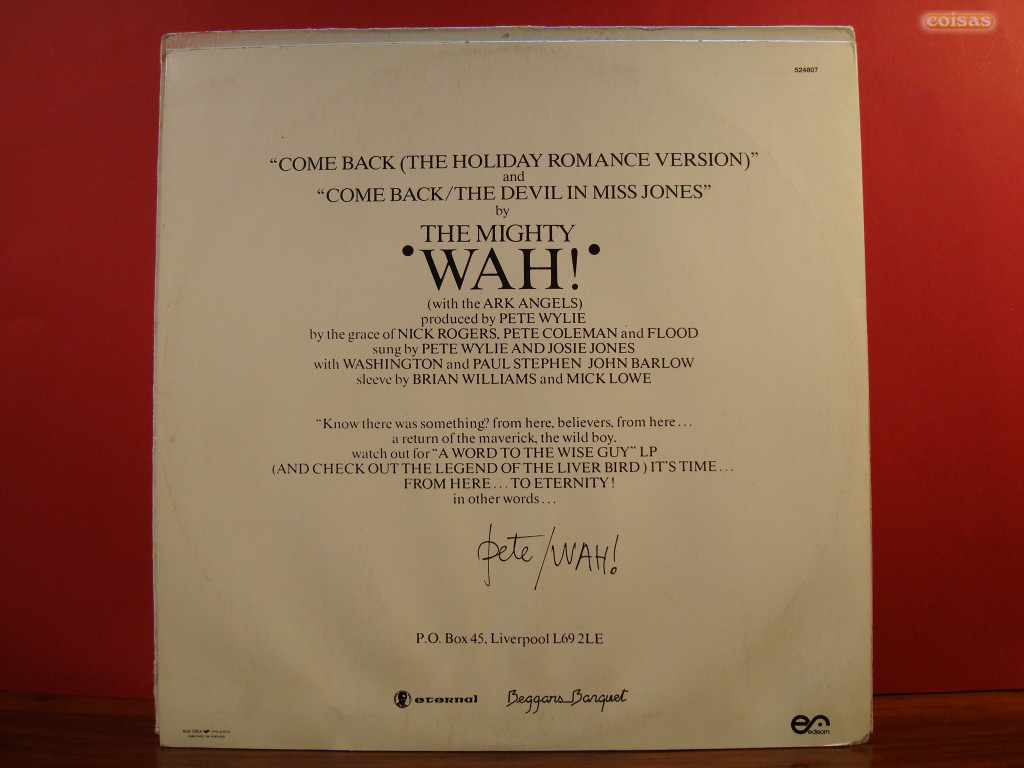 coisas
524807
“COME BACK (THE HOLIDAY ROMANCE VERSION)”
and
“COME BACK/THE DEVIL IN MISS JONES”
by
THE MIGHTY
•WAH!•
(with the ARK ANGELS)
produced by PETE WYLIE
by the grace of NICK ROGERS, PETE COLEMAN and FLOOD
sung by PETE WYLIE AND JOSIE JONES
with WASHINGTON and PAUL STEPHEN JOHN BARLOW
sleeve by BRIAN WILLIAMS and MICK LOWE
“Know there was something? from here, believers, from here...
a return of the maverick, the wild boy.
watch out for “A WORD TO THE WISE GUY” LP
(AND CHECK OUT THE LEGEND OF THE LIVER BIRD) IT'S TIME...
FROM HERE... TO ETERNITY!
in other words...
pete/WAH!
P.O. Box 45, Liverpool L69 2LE
eternal Beggars Banquet
edisom